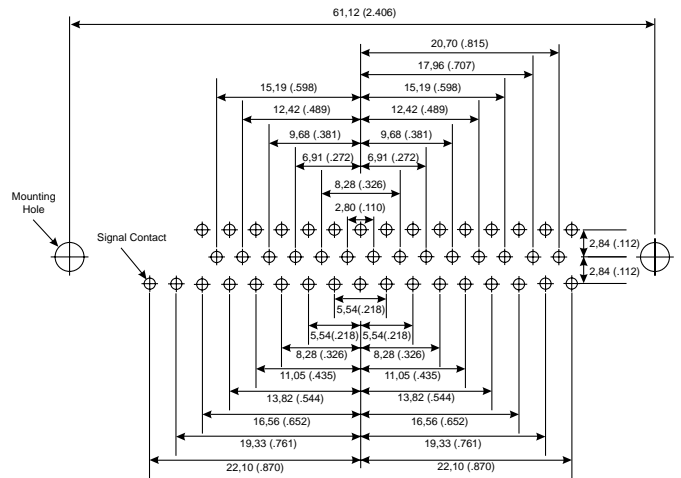 61,12 (2.406)
20,70 (.815)
17,96 (.707)
15,19 (.598) 15,19 (.598)
12,42 (.489) 12,42 (.489)
9,68 (.381) 9,68 (.381)
6,91 (.272) 6,91 (.272)
8,28 (.326)
2,80 (.110)
Mounting
Hole
Signal Contact
2,84 (.112)
2,84 (.112)
5,54(.218)
5,54(.218) 5,54(.218)
8,28 (.326) 8,28 (.326)
11,05 (.435) 11,05 (.435)
13,82 (.544) 13,82 (.544)
16,56 (.652) 16,56 (.652)
19,33 (.761) 19,33 (.761)
22,10 (.870) 22,10 (.870)